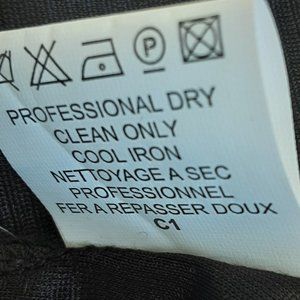 P
PROFESSIONAL DRY
CLEAN ONLY
COOL IRON
NETTOYAGE A SEC
PROFESSIONNEL
FER A REPASSER DOUX
C1